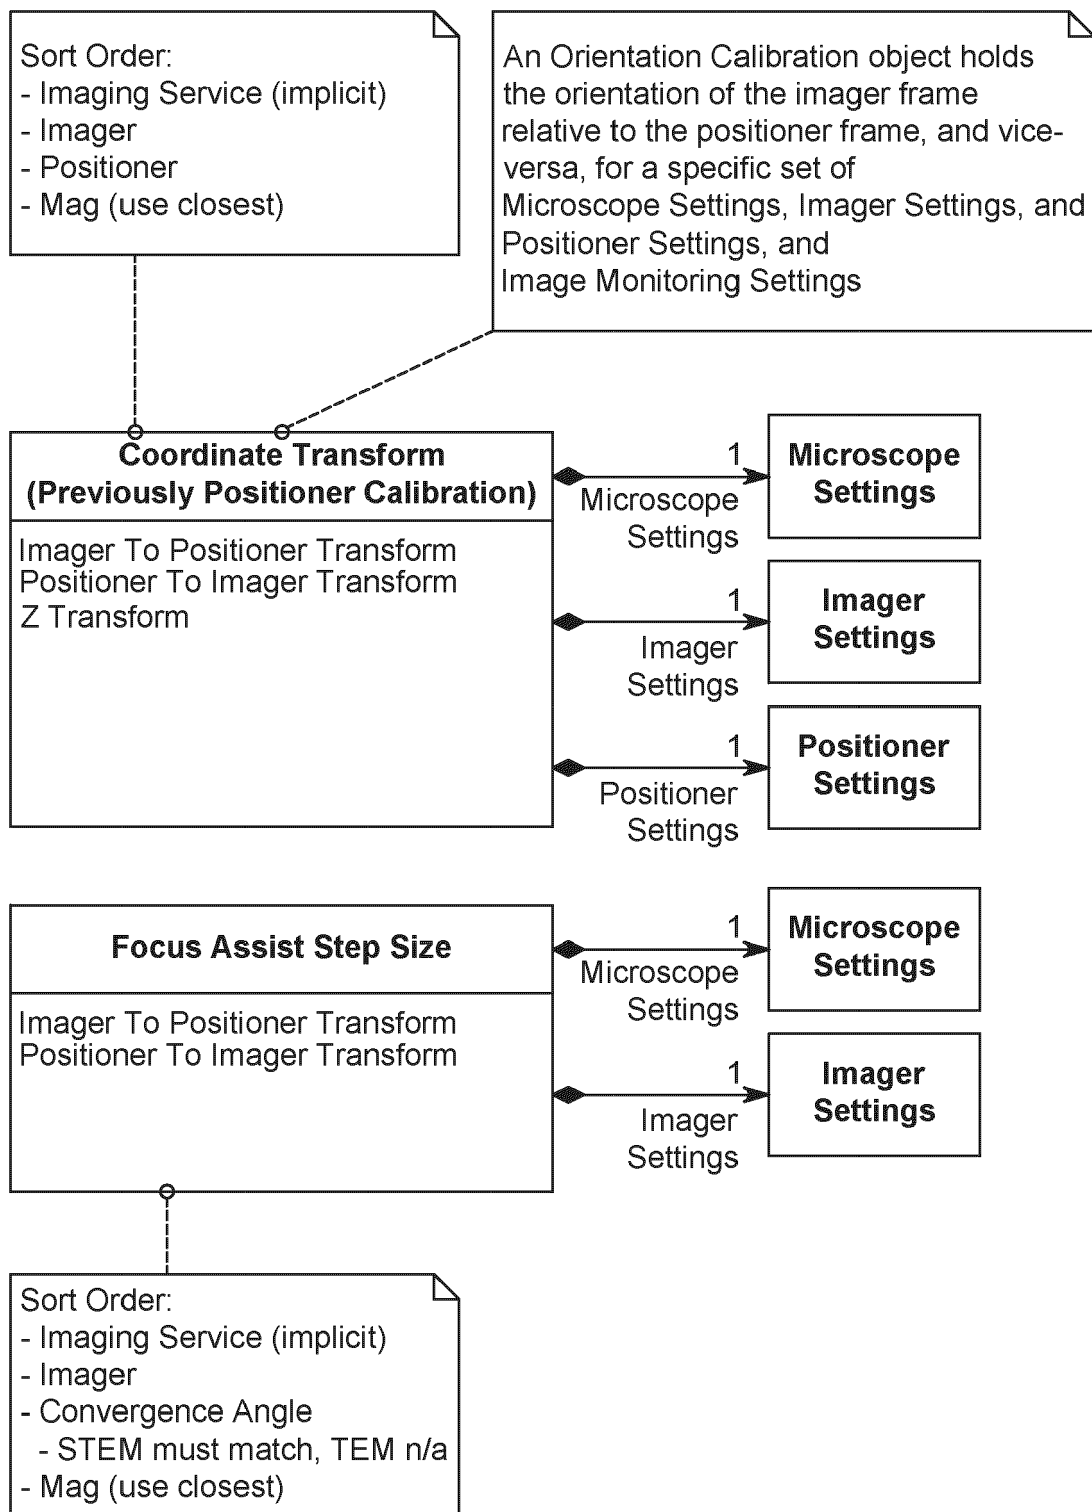 Sort Order:
- Imaging Service (implicit)
- Imager
- Positioner
- Mag (use closest)
An Orientation Calibration object holds
the orientation of the imager frame
relative to the positioner frame, and vice-
versa, for a specific set of
Microscope Settings, Imager Settings, and
Positioner Settings, and
Image Monitoring Settings
Coordinate Transform
(Previously Positioner Calibration)
Imager To Positioner Transform
Positioner To Imager Transform
Z Transform
1
Microscope
Settings
Microscope
Settings
1
Imager
Settings
Imager
Settings
1
Positioner
Settings
Positioner
Settings
Focus Assist Step Size
Imager To Positioner Transform
Positioner To Imager Transform
1
Microscope
Settings
Microscope
Settings
1
Imager
Settings
Imager
Settings
Sort Order:
- Imaging Service (implicit)
- Imager
- Convergence Angle
- STEM must match, TEM n/a
- Mag (use closest)